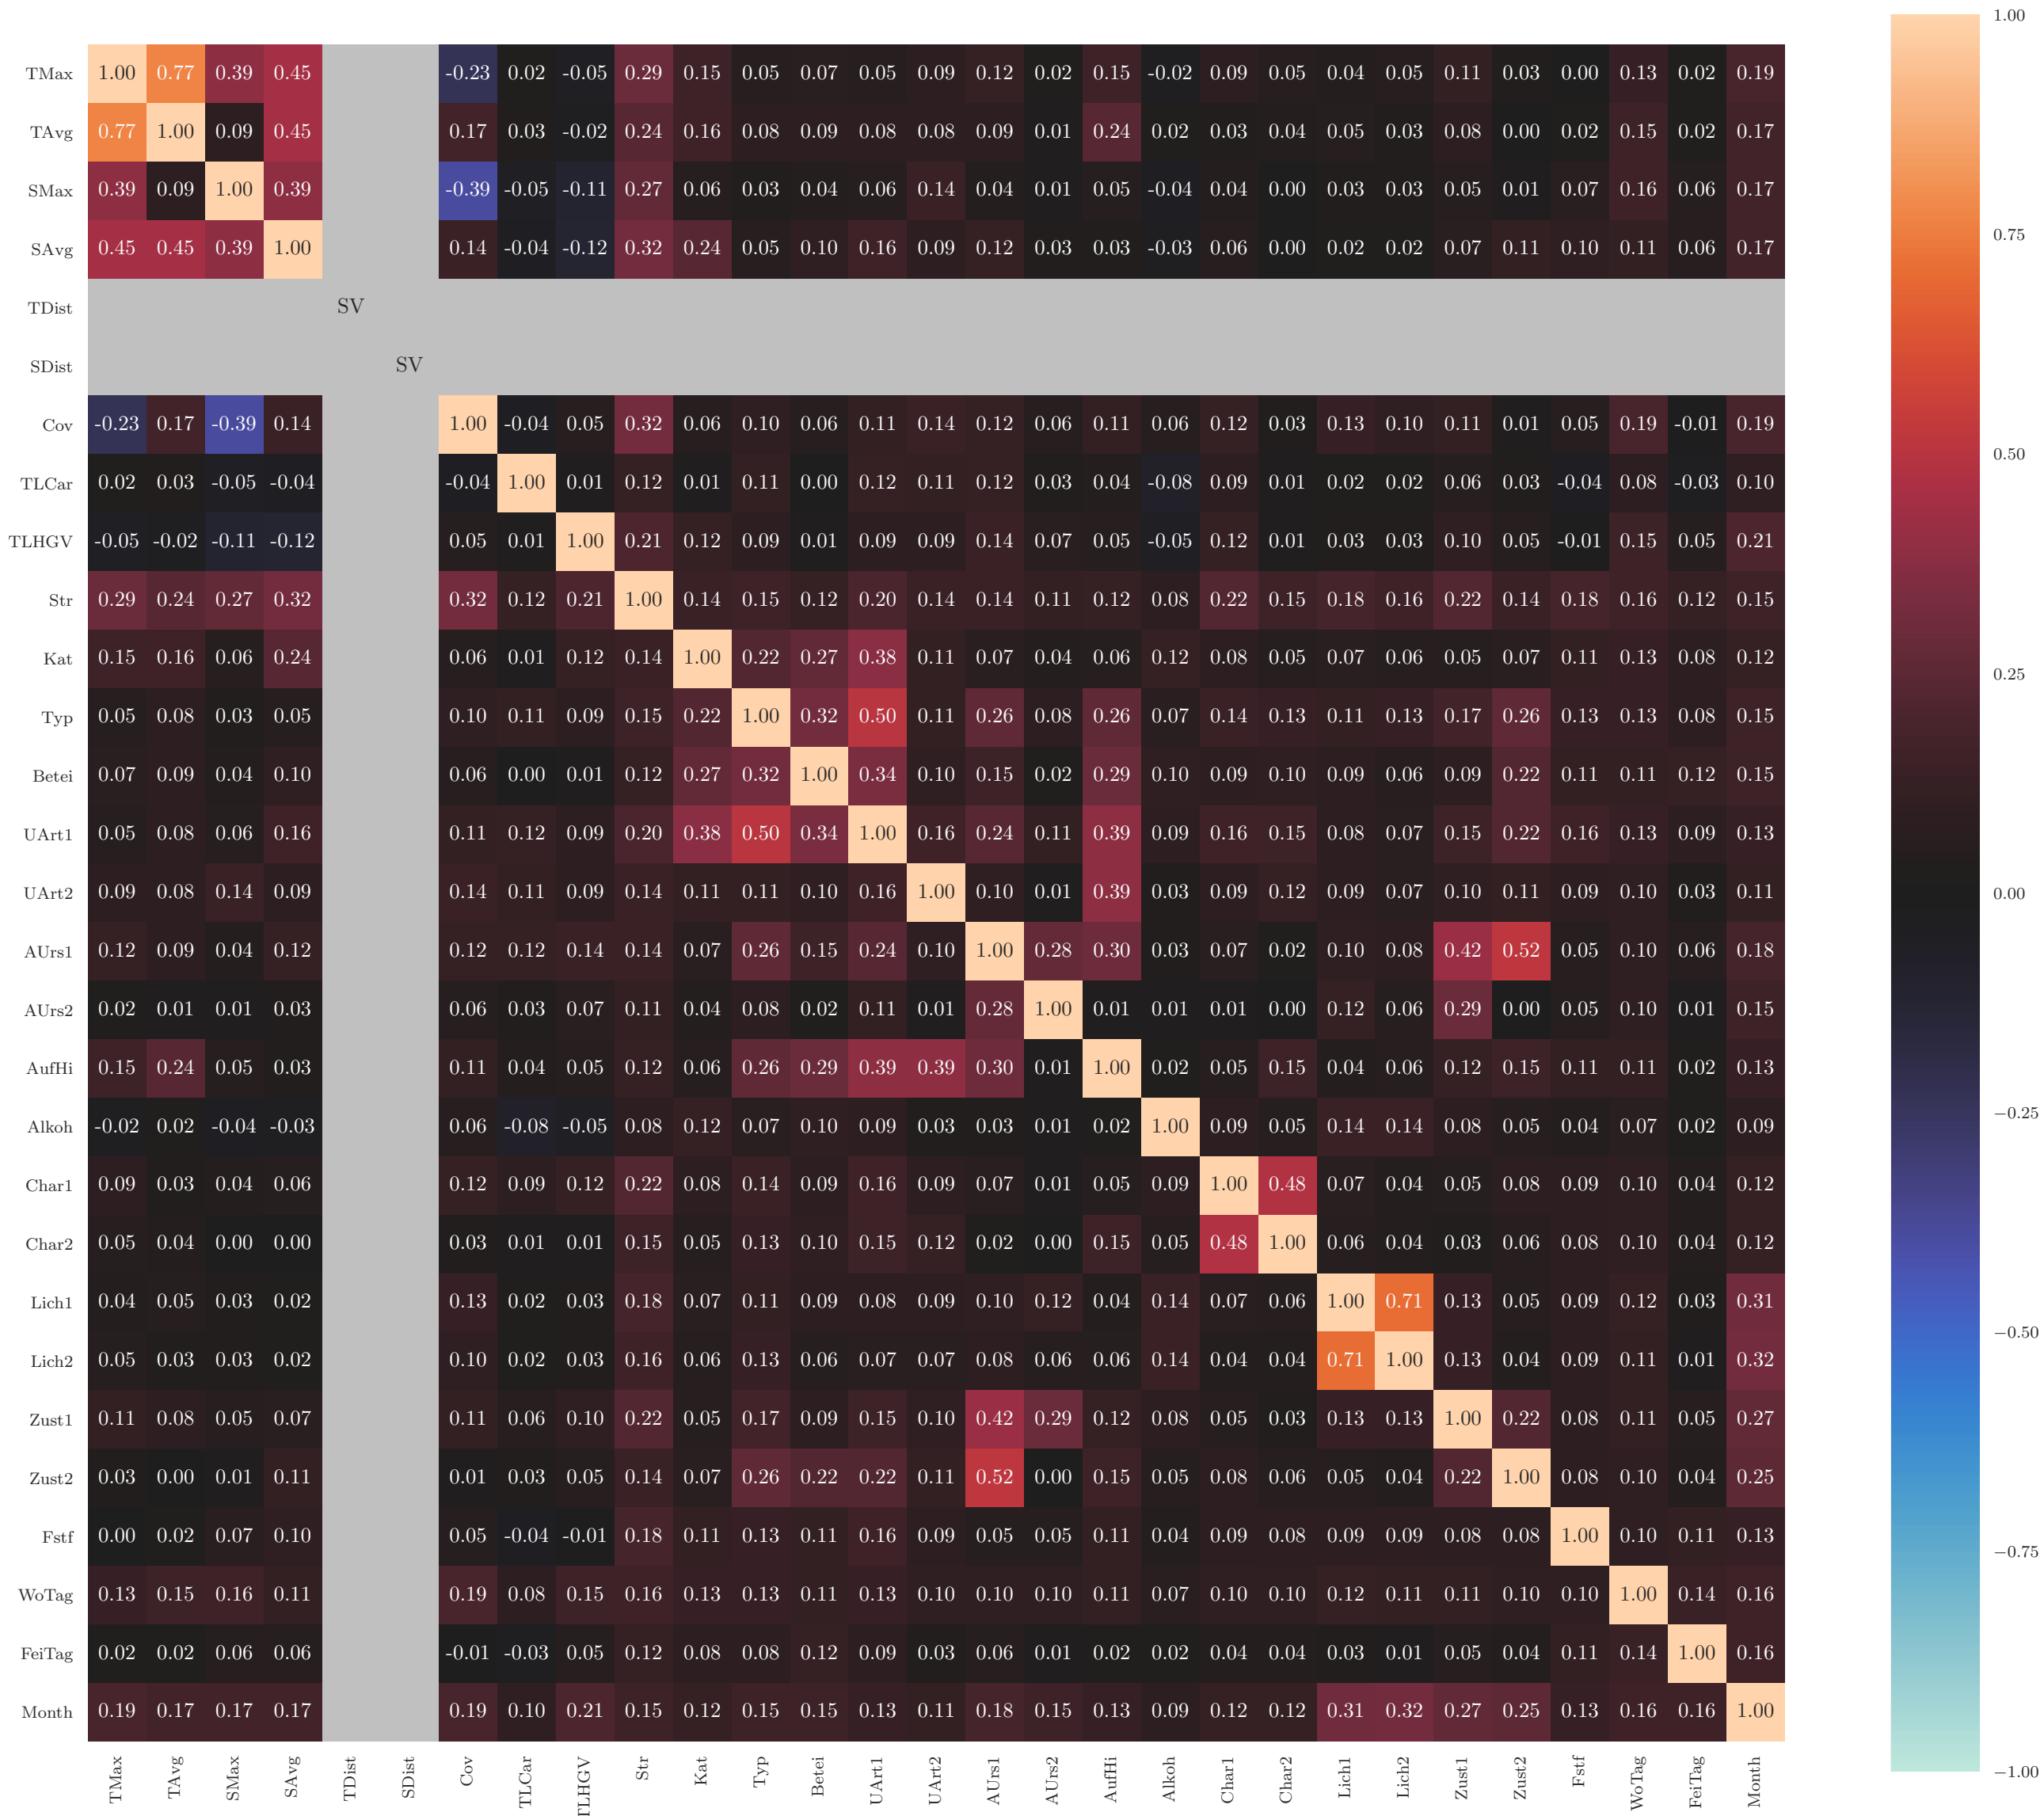 1.00
TMax 1.00 0.77 0.39 0.45 -0.23 0.02 -0.05 0.29 0.15 0.05 0.07 0.05 0.09 0.12 0.02 0.15 -0.02 0.09 0.05 0.04 0.05 0.11 0.03 0.00 0.13 0.02 0.19
TAvg 0.77 1.00 0.09 0.45 0.17 0.03 -0.02 0.24 0.16 0.08 0.09 0.08 0.08 0.09 0.01 0.24 0.02 0.03 0.04 0.05 0.03 0.08 0.00 0.02 0.15 0.02 0.17
SMax 0.39 0.09 1.00 0.39 -0.39 -0.05 -0.11 0.27 0.06 0.03 0.04 0.06 0.14 0.04 0.01 0.05 -0.04 0.04 0.00 0.03 0.03 0.05 0.01 0.07 0.16 0.06 0.17
0.75
SAvg 0.45 0.45 0.39 1.00 0.14 -0.04 -0.12 0.32 0.24 0.05 0.10 0.16 0.09 0.12 0.03 0.03 -0.03 0.06 0.00 0.02 0.02 0.07 0.11 0.10 0.11 0.06 0.17
TDist SV
SDist SV
Cov -0.23 0.17 -0.39 0.14 1.00 -0.04 0.05 0.32 0.06 0.10 0.06 0.11 0.14 0.12 0.06 0.11 0.06 0.12 0.03 0.13 0.10 0.11 0.01 0.05 0.19 -0.01 0.19
0.50
TLCar 0.02 0.03 -0.05 -0.04 -0.04 1.00 0.01 0.12 0.01 0.11 0.00 0.12 0.11 0.12 0.03 0.04 -0.08 0.09 0.01 0.02 0.02 0.06 0.03 -0.04 0.08 -0.03 0.10
TLHGV -0.05 -0.02 -0.11 -0.12 0.05 0.01 1.00 0.21 0.12 0.09 0.01 0.09 0.09 0.14 0.07 0.05 -0.05 0.12 0.01 0.03 0.03 0.10 0.05 -0.01 0.15 0.05 0.21
Str 0.29 0.24 0.27 0.32 0.32 0.12 0.21 1.00 0.14 0.15 0.12 0.20 0.14 0.14 0.11 0.12 0.08 0.22 0.15 0.18 0.16 0.22 0.14 0.18 0.16 0.12 0.15
Kat 0.15 0.16 0.06 0.24 0.06 0.01 0.12 0.14 1.00 0.22 0.27 0.38 0.11 0.07 0.04 0.06 0.12 0.08 0.05 0.07 0.06 0.05 0.07 0.11 0.13 0.08 0.12
0.25
Typ 0.05 0.08 0.03 0.05 0.10 0.11 0.09 0.15 0.22 1.00 0.32 0.50 0.11 0.26 0.08 0.26 0.07 0.14 0.13 0.11 0.13 0.17 0.26 0.13 0.13 0.08 0.15
Betei 0.07 0.09 0.04 0.10 0.06 0.00 0.01 0.12 0.27 0.32 1.00 0.34 0.10 0.15 0.02 0.29 0.10 0.09 0.10 0.09 0.06 0.09 0.22 0.11 0.11 0.12 0.15
UArt1 0.05 0.08 0.06 0.16 0.11 0.12 0.09 0.20 0.38 0.50 0.34 1.00 0.16 0.24 0.11 0.39 0.09 0.16 0.15 0.08 0.07 0.15 0.22 0.16 0.13 0.09 0.13
UArt2 0.09 0.08 0.14 0.09 0.14 0.11 0.09 0.14 0.11 0.11 0.10 0.16 1.00 0.10 0.01 0.39 0.03 0.09 0.12 0.09 0.07 0.10 0.11 0.09 0.10 0.03 0.11
0.00
AUrs1 0.12 0.09 0.04 0.12 0.12 0.12 0.14 0.14 0.07 0.26 0.15 0.24 0.10 1.00 0.28 0.30 0.03 0.07 0.02 0.10 0.08 0.42 0.52 0.05 0.10 0.06 0.18
AUrs2 0.02 0.01 0.01 0.03 0.06 0.03 0.07 0.11 0.04 0.08 0.02 0.11 0.01 0.28 1.00 0.01 0.01 0.01 0.00 0.12 0.06 0.29 0.00 0.05 0.10 0.01 0.15
AufHi 0.15 0.24 0.05 0.03 0.11 0.04 0.05 0.12 0.06 0.26 0.29 0.39 0.39 0.30 0.01 1.00 0.02 0.05 0.15 0.04 0.06 0.12 0.15 0.11 0.11 0.02 0.13
−0.25
Alkoh -0.02 0.02 -0.04 -0.03 0.06 -0.08 -0.05 0.08 0.12 0.07 0.10 0.09 0.03 0.03 0.01 0.02 1.00 0.09 0.05 0.14 0.14 0.08 0.05 0.04 0.07 0.02 0.09
Char1 0.09 0.03 0.04 0.06 0.12 0.09 0.12 0.22 0.08 0.14 0.09 0.16 0.09 0.07 0.01 0.05 0.09 1.00 0.48 0.07 0.04 0.05 0.08 0.09 0.10 0.04 0.12
Char2 0.05 0.04 0.00 0.00 0.03 0.01 0.01 0.15 0.05 0.13 0.10 0.15 0.12 0.02 0.00 0.15 0.05 0.48 1.00 0.06 0.04 0.03 0.06 0.08 0.10 0.04 0.12
Lich1 0.04 0.05 0.03 0.02 0.13 0.02 0.03 0.18 0.07 0.11 0.09 0.08 0.09 0.10 0.12 0.04 0.14 0.07 0.06 1.00 0.71 0.13 0.05 0.09 0.12 0.03 0.31
−0.50
Lich2 0.05 0.03 0.03 0.02 0.10 0.02 0.03 0.16 0.06 0.13 0.06 0.07 0.07 0.08 0.06 0.06 0.14 0.04 0.04 0.71 1.00 0.13 0.04 0.09 0.11 0.01 0.32
Zust1 0.11 0.08 0.05 0.07 0.11 0.06 0.10 0.22 0.05 0.17 0.09 0.15 0.10 0.42 0.29 0.12 0.08 0.05 0.03 0.13 0.13 1.00 0.22 0.08 0.11 0.05 0.27
Zust2 0.03 0.00 0.01 0.11 0.01 0.03 0.05 0.14 0.07 0.26 0.22 0.22 0.11 0.52 0.00 0.15 0.05 0.08 0.06 0.05 0.04 0.22 1.00 0.08 0.10 0.04 0.25
Fstf 0.00 0.02 0.07 0.10 0.05 -0.04 -0.01 0.18 0.11 0.13 0.11 0.16 0.09 0.05 0.05 0.11 0.04 0.09 0.08 0.09 0.09 0.08 0.08 1.00 0.10 0.11 0.13
−0.75
WoTag 0.13 0.15 0.16 0.11 0.19 0.08 0.15 0.16 0.13 0.13 0.11 0.13 0.10 0.10 0.10 0.11 0.07 0.10 0.10 0.12 0.11 0.11 0.10 0.10 1.00 0.14 0.16
FeiTag 0.02 0.02 0.06 0.06 -0.01 -0.03 0.05 0.12 0.08 0.08 0.12 0.09 0.03 0.06 0.01 0.02 0.02 0.04 0.04 0.03 0.01 0.05 0.04 0.11 0.14 1.00 0.16
Month 0.19 0.17 0.17 0.17 0.19 0.10 0.21 0.15 0.12 0.15 0.15 0.13 0.11 0.18 0.15 0.13 0.09 0.12 0.12 0.31 0.32 0.27 0.25 0.13 0.16 0.16 1.00
−1.00
TMax TAvg SMax SAvg TDist SDist Cov TLCar TLHGV Str Kat Typ Betei UArt1 UArt2 AUrs1 AUrs2 AufHi Alkoh Char1 Char2 Lich1 Lich2 Zust1 Zust2 Fstf WoTag FeiTag Month